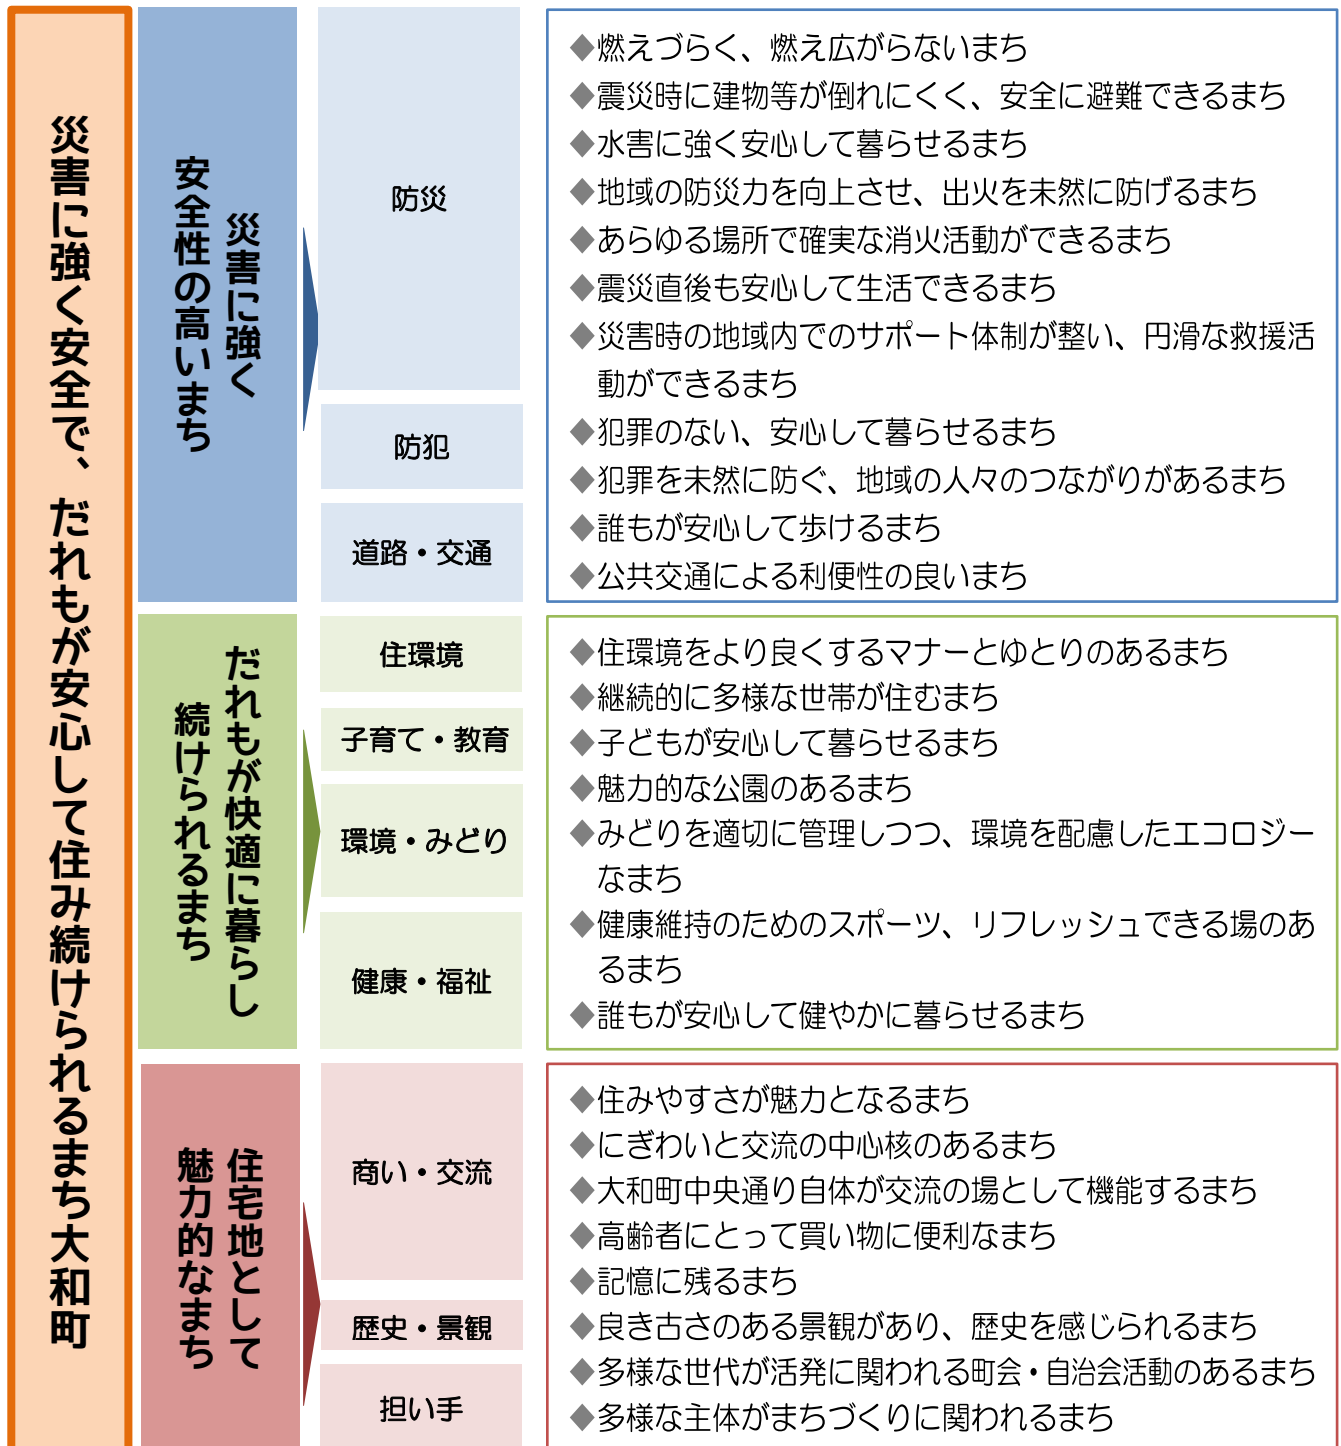 災害に強く安全で、だれもが安心して住み続けられるまち大和町
災害に強く
安全性の高いまち
防災
防犯
道路・交通
◆燃えづらく、燃え広がらないまち
◆震災時に建物等が倒れにくく、安全に避難できるまち
◆水害に強く安心して暮らせるまち
◆地域の防災力を向上させ、出火を未然に防げるまち
◆あらゆる場所で確実な消火活動ができるまち
◆震災直後も安心して生活できるまち
◆災害時の地域内でのサポート体制が整い、円滑な救援活
動ができるまち
◆犯罪のない、安心して暮らせるまち
◆犯罪を未然に防ぐ、地域の人々のつながりがあるまち
◆誰もが安心して歩けるまち
◆公共交通による利便性の良いまち
だれもが快適に暮らし
続けられるまち
住環境
子育て・教育
環境・みどり
健康・福祉
◆住環境をより良くするマナーとゆとりのあるまち
◆継続的に多様な世帯が住むまち
◆子どもが安心して暮らせるまち
◆魅力的な公園のあるまち
◆みどりを適切に管理しつつ、環境を配慮したエコロジー
なまち
◆健康維持のためのスポーツ、リフレッシュできる場のあ
るまち
◆誰もが安心して健やかに暮らせるまち
住宅地として
魅力的なまち
商い・交流
歴史・景観
担い手
◆住みやすさが魅力となるまち
◆にぎわいと交流の中心核のあるまち
◆大和町中央通り自体が交流の場として機能するまち
◆高齢者にとって買い物に便利なまち
◆記憶に残るまち
◆良き古さのある景観があり、歴史を感じられるまち
◆多様な世代が活発に関われる町会・自治会活動のあるまち
◆多様な主体がまちづくりに関われるまち